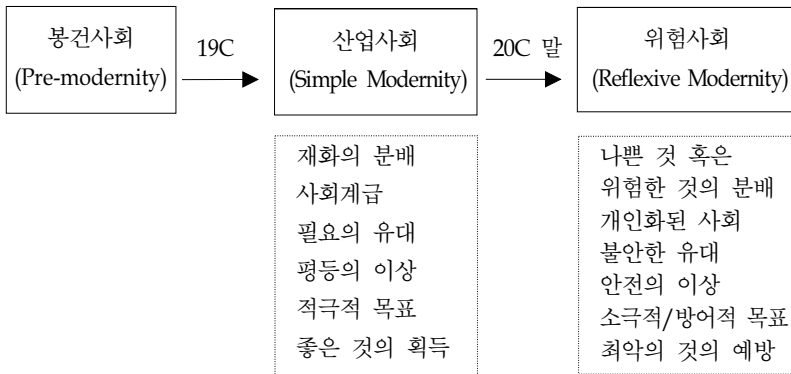 봉건사회
(Pre-modernity)
19C
산업사회
(Simple Modernity)
20C 말
위험사회
(Reflexive Modernity)
재화의 분배
사회계급
필요의 유대
평등의 이상
적극적 목표
좋은 것의 획득
나쁜 것 혹은
위험한 것의 분배
개인화된 사회
불안한 유대
안전의 이상
소극적/방어적 목표
최악의 것의 예방